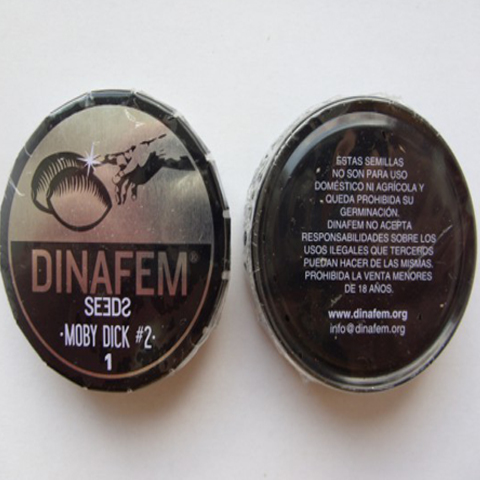 DINAFEM®
SEEDS
·MOBY DICK #2·
1
ESTAS SEMILLAS
NO SON PARA USO
DOMÉSTICO NI AGRÍCOLA Y
QUEDA PROHIBIDA SU
GERMINACIÓN.
DINAFEM NO ACEPTA
RESPONSABILIDADES SOBRE LOS
USOS ILEGALES QUE TERCEROS
PUEDAN HACER DE LAS MISMAS.
PROHIBIDA LA VENTA MENORES
DE 18 AÑOS.
www.dinafem.org
info@dinafem.org